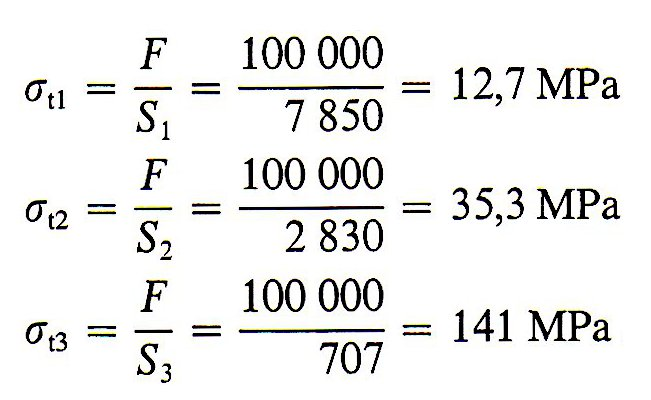 σt1 = F/S1 = 100 000/7 850 = 12,7 MPa
σt2 = F/S2 = 100 000/2 830 = 35,3 MPa
σt3 = F/S3 = 100 000/707 = 141 MPa